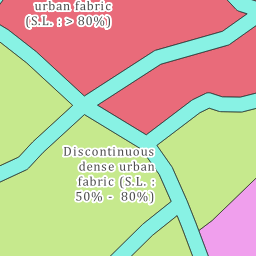 urban fabric
(S.L. : > 80%)
Discontinuous
dense urban
fabric (S.L. :
50% - 80%)